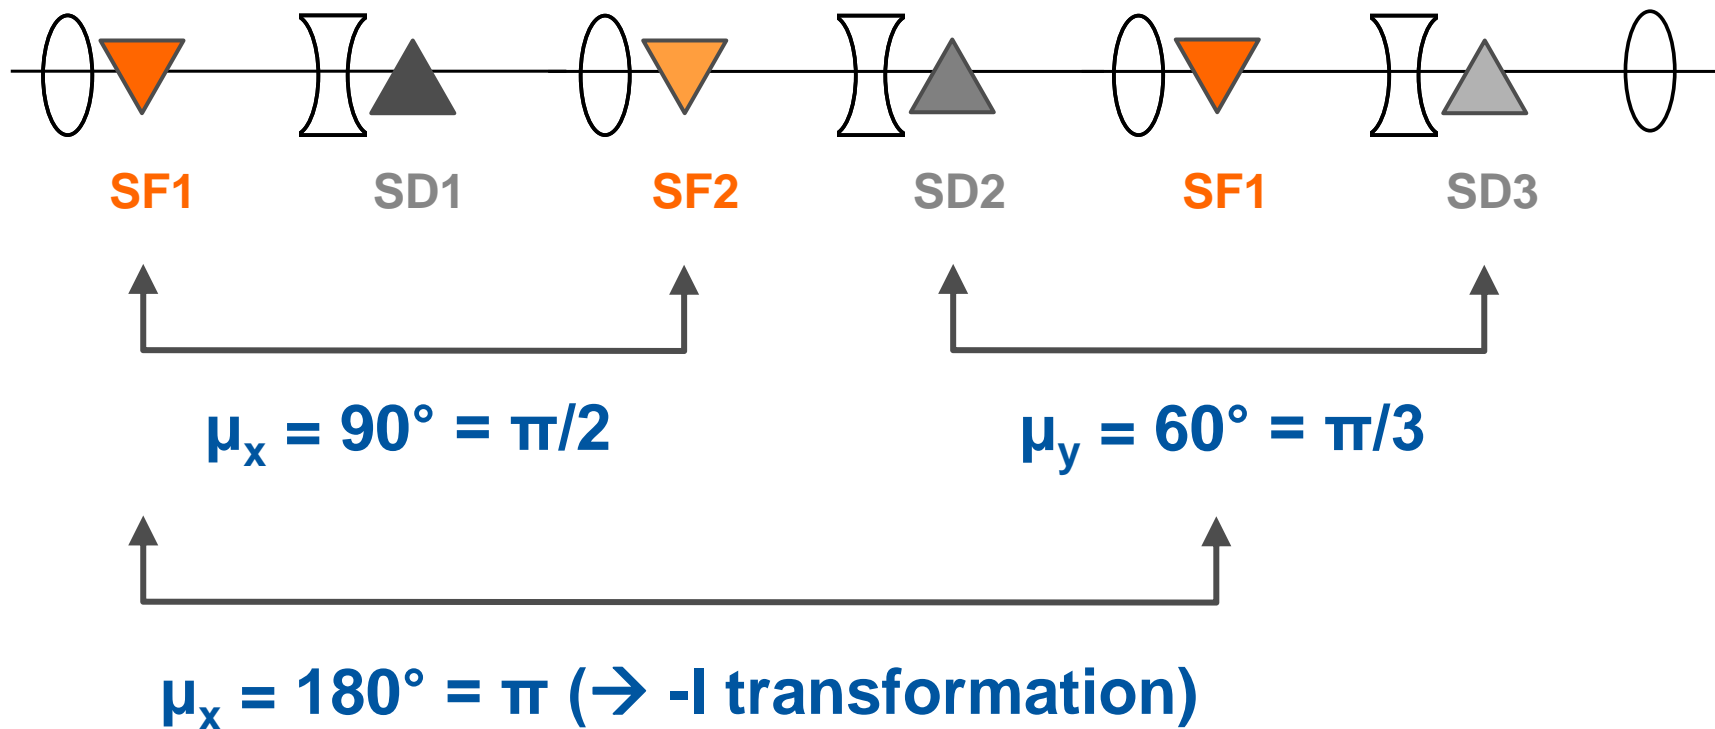 SF1 SD1 SF2 SD2 SF1 SD3
µx = 90° = π/2 µy = 60° = π/3
µx = 180° = π (→ -I transformation)